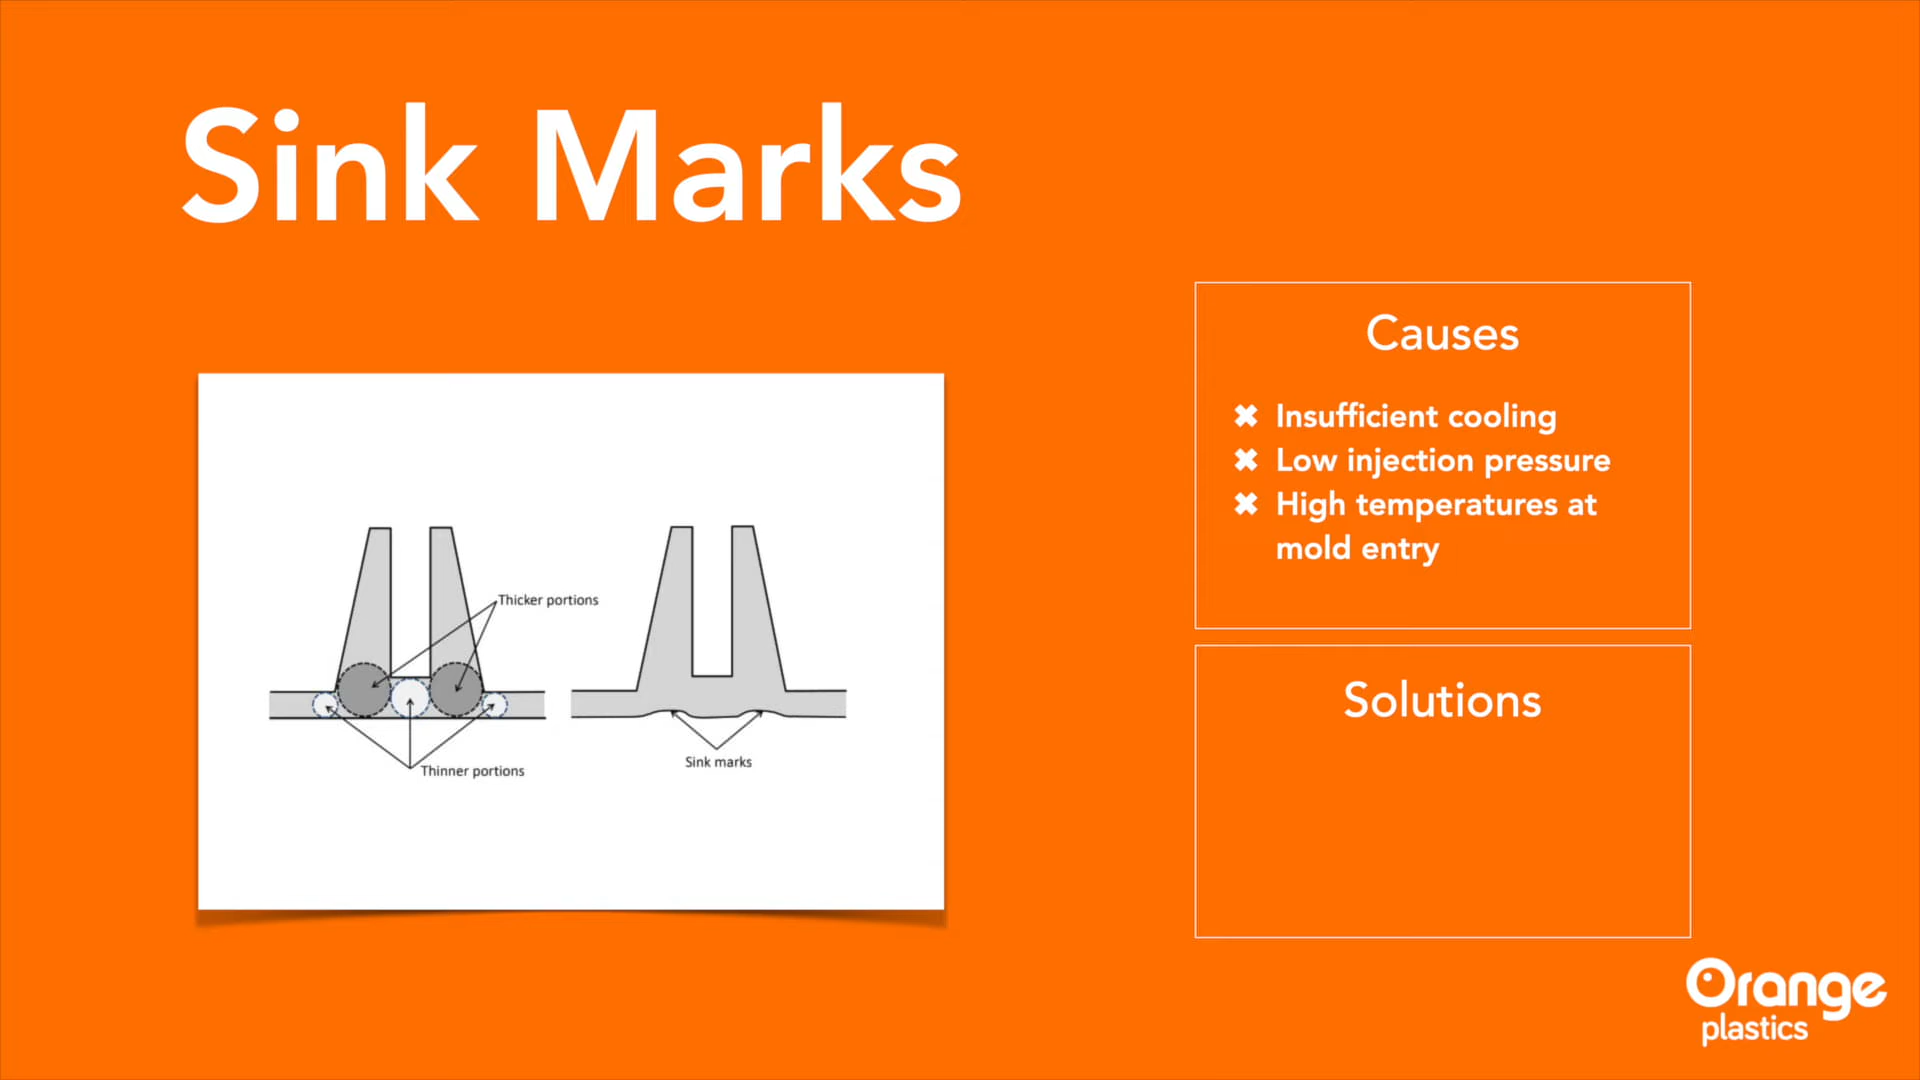 Sink Marks
Thicker portions
Thinner portions
Sink marks
Causes
✖ Insufficient cooling
✖ Low injection pressure
✖ High temperatures at
mold entry
Solutions
Orange
plastics